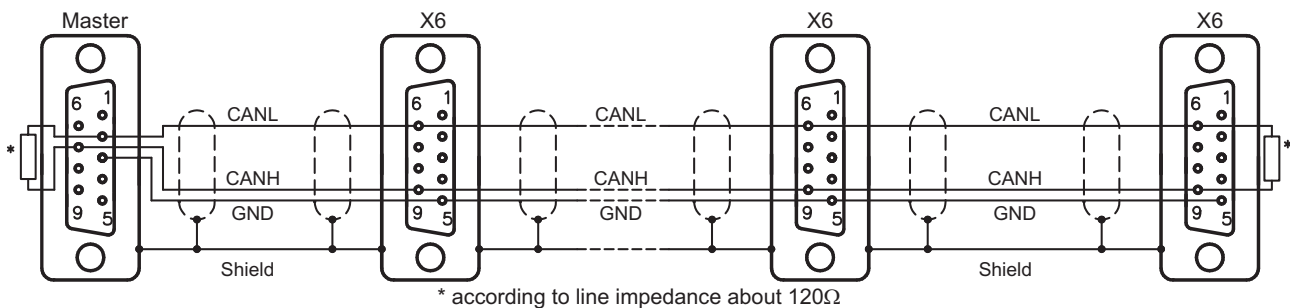 Master X6 X6 X6
6 1 6 1 6 1 6 1
CANL CANL CANL
* *
CANH CANH CANH
9 5 9 5 9 5 9 5
GND GND GND
Shield Shield
* according to line impedance about 120Ω